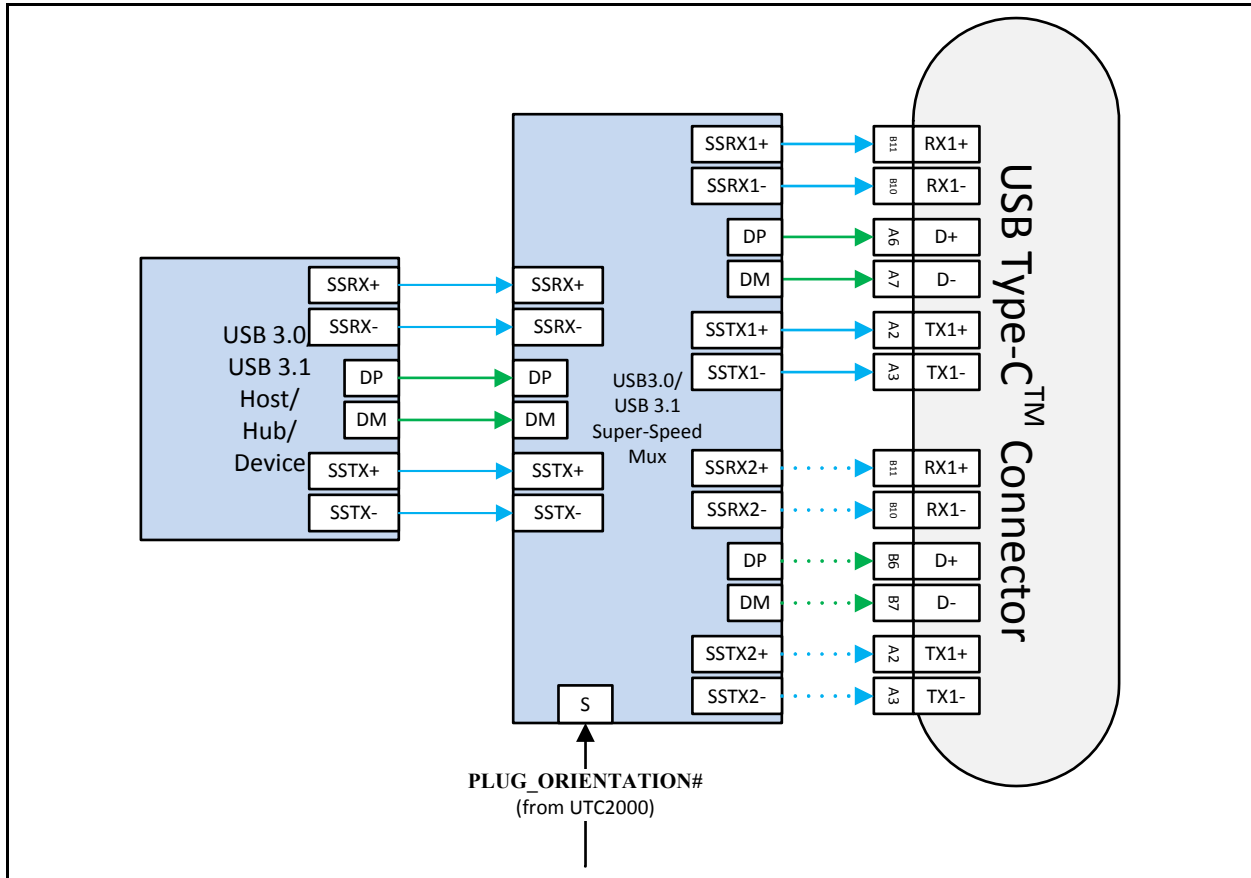 SSRX+
SSRX-
USB 3.0/
USB 3.1
Host/
Hub/
Device
DP
DM
SSTX+
SSTX-
SSRX+
SSRX-
DP
DM
SSTX+
SSTX-
USB3.0/
USB 3.1
Super-Speed
Mux
S
PLUG_ORIENTATION#
(from UTC2000)
SSRX1+
SSRX1-
DP
DM
SSTX1+
SSTX1-
SSRX2+
SSRX2-
DP
DM
SSTX2+
SSTX2-
B11 RX1+
B10 RX1-
A6 D+
A7 D-
A2 TX1+
A3 TX1-
B11 RX1+
B10 RX1-
B6 D+
B7 D-
A2 TX1+
A3 TX1-
USB Type-C™ Connector